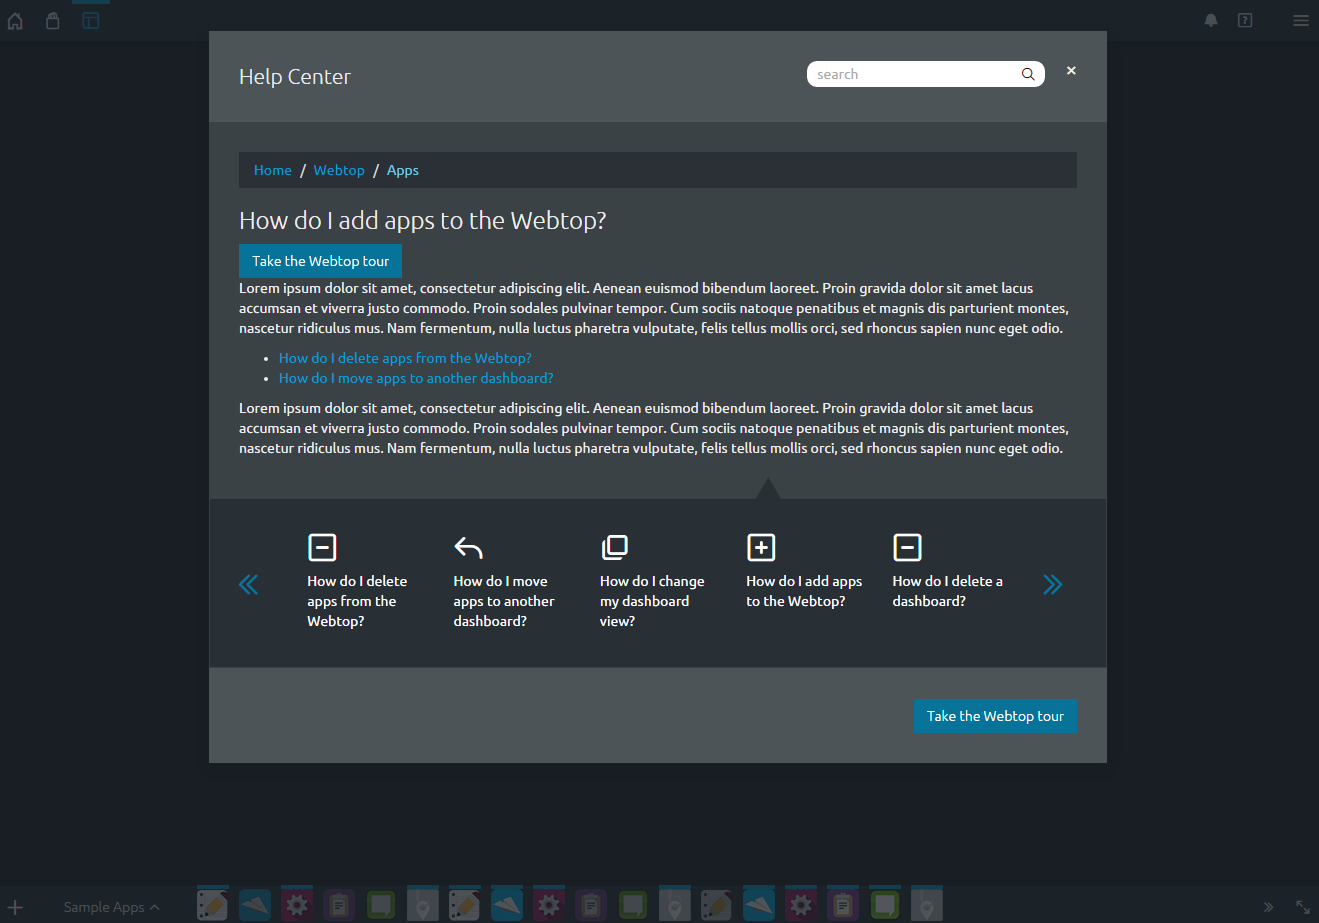 Help Center
search
Home / Webtop / Apps
How do I add apps to the Webtop?
Take the Webtop tour
Lorem ipsum dolor sit amet, consectetur adipiscing elit. Aenean euismod bibendum laoreet. Proin gravida dolor sit amet lacus
accumsan et viverra justo commodo. Proin sodales pulvinar tempor. Cum sociis natoque penatibus et magnis dis parturient montes,
nascetur ridiculus mus. Nam fermentum, nulla luctus pharetra vulputate, felis tellus mollis orci, sed rhoncus sapien nunc eget odio.
• How do I delete apps from the Webtop?
• How do I move apps to another dashboard?
Lorem ipsum dolor sit amet, consectetur adipiscing elit. Aenean euismod bibendum laoreet. Proin gravida dolor sit amet lacus
accumsan et viverra justo commodo. Proin sodales pulvinar tempor. Cum sociis natoque penatibus et magnis dis parturient montes,
nascetur ridiculus mus. Nam fermentum, nulla luctus pharetra vulputate, felis tellus mollis orci, sed rhoncus sapien nunc eget odio.
How do I delete
apps from the
Webtop?
How do I move
apps to another
dashboard?
How do I change
my dashboard
view?
How do I add apps
to the Webtop?
How do I delete a
dashboard?
Take the Webtop tour
Sample Apps